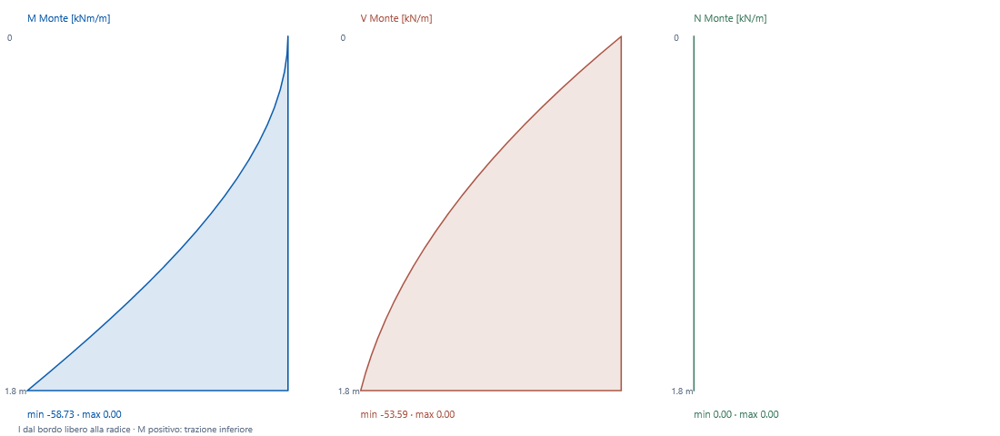 M Monte [kNm/m]
V Monte [kN/m]
N Monte [kN/m]
0
0
0
1.8 m
1.8 m
1.8 m
min -58.73 · max 0.00
min -53.59 · max 0.00
min 0.00 · max 0.00
l dal bordo libero alla radice · M positivo: trazione inferiore